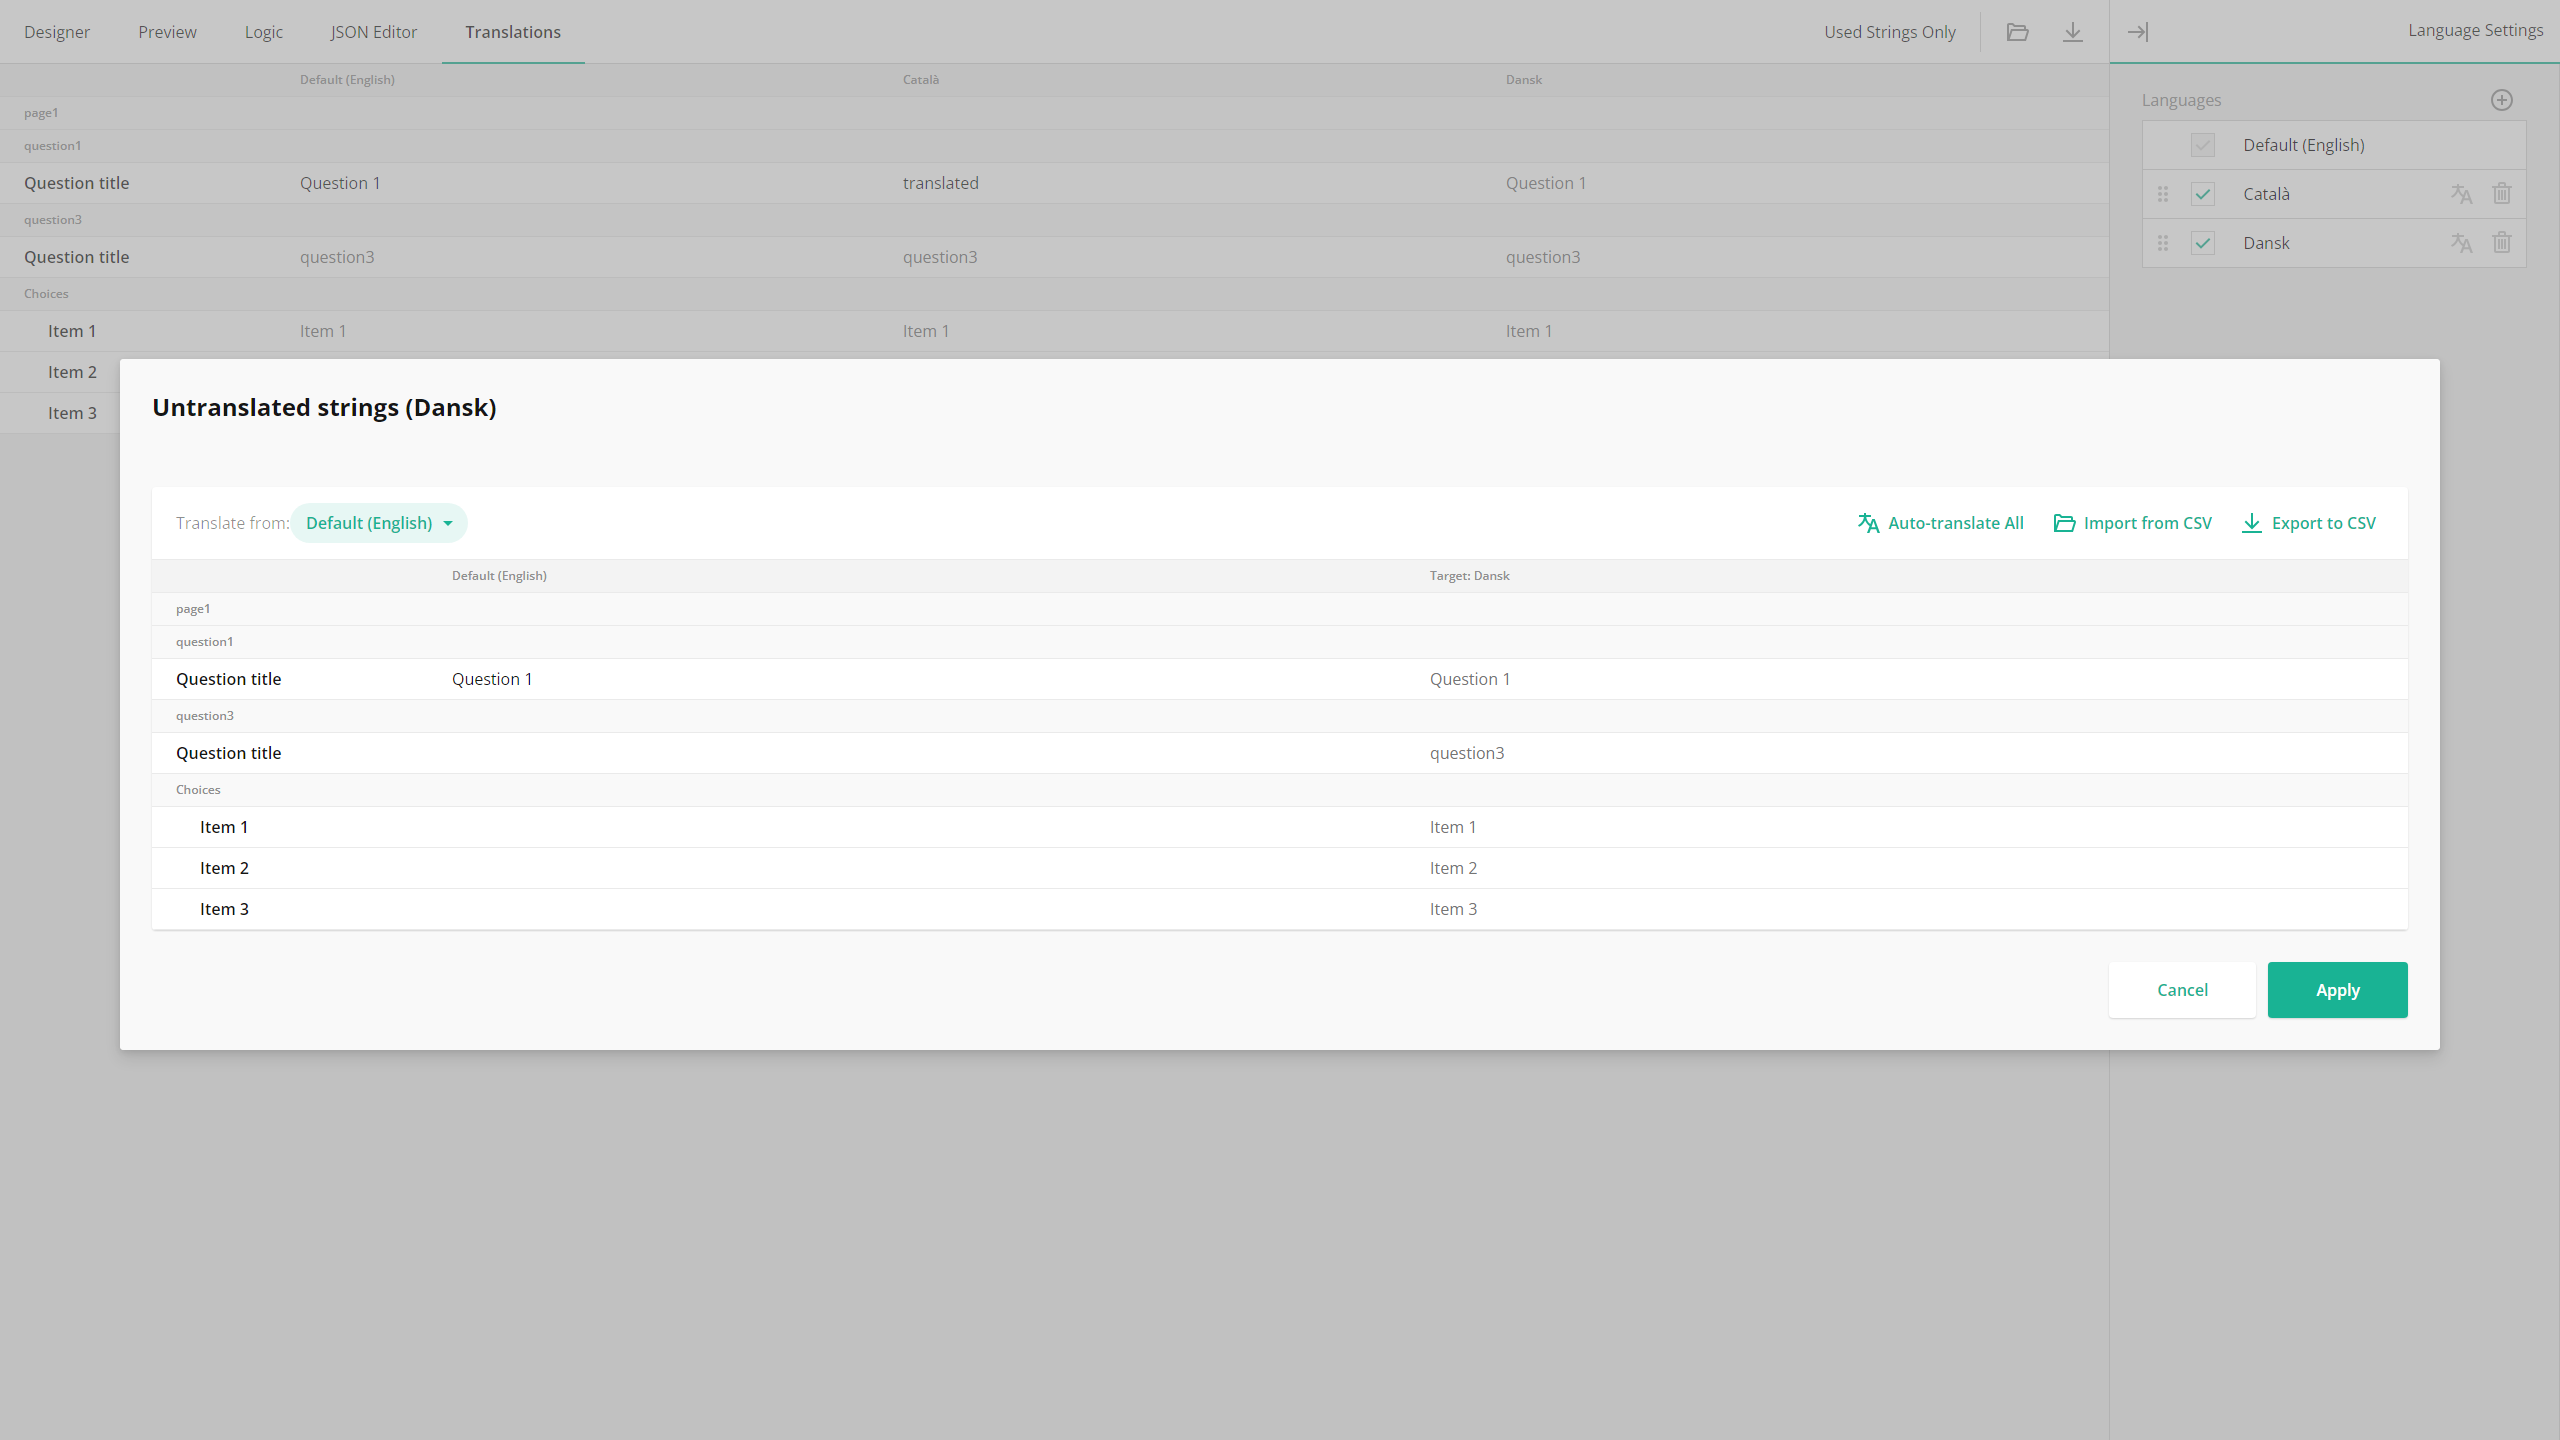 Designer Preview Logic JSON Editor Translations Used Strings Only Language Settings
Default (English) Català Dansk
page1
question1
Question title Question 1 translated Question 1
question3
Question title question3 question3 question3
Choices
Item 1 Item 1 Item 1 Item 1
Item 2
Item 3
Languages
Default (English)
Català
Dansk
Untranslated strings (Dansk)
Translate from: Default (English) Auto-translate All Import from CSV Export to CSV
Default (English) Target: Dansk
page1
question1
Question title Question 1 Question 1
question3
Question title question3
Choices
Item 1 Item 1
Item 2 Item 2
Item 3 Item 3
Cancel Apply